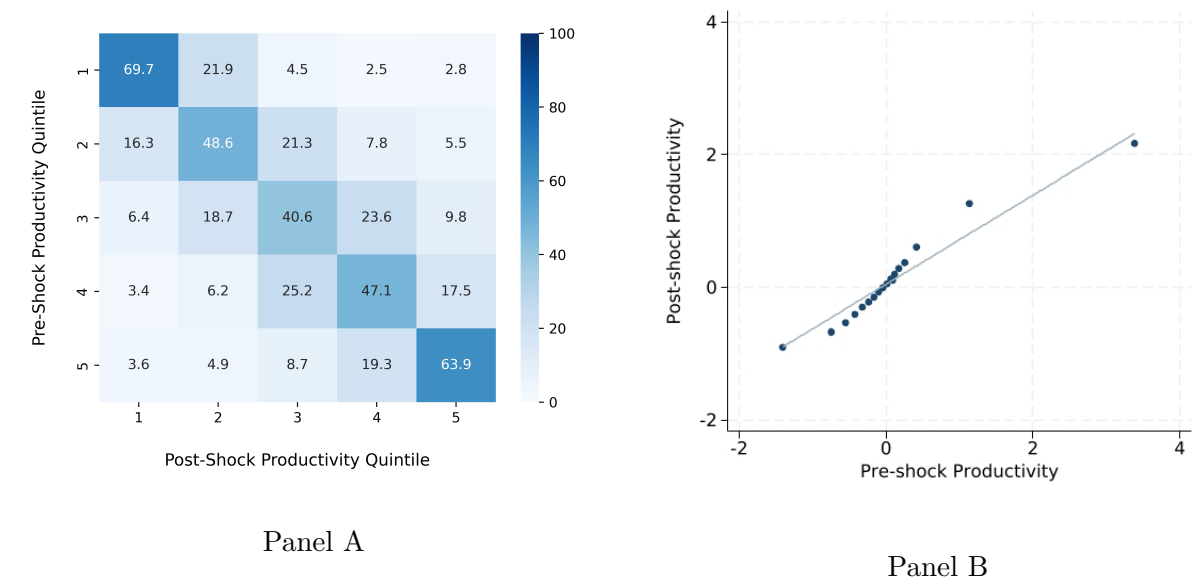 Pre-Shock Productivity Quintile
1 69.7 21.9 4.5 2.5 2.8
2 16.3 48.6 21.3 7.8 5.5
3 6.4 18.7 40.6 23.6 9.8
4 3.4 6.2 25.2 47.1 17.5
5 3.6 4.9 8.7 19.3 63.9
1 2 3 4 5
Post-Shock Productivity Quintile
100
80
60
40
20
0
Panel A
Post-shock Productivity
4
2
0
-2
-2 0 2 4
Pre-shock Productivity
Panel B